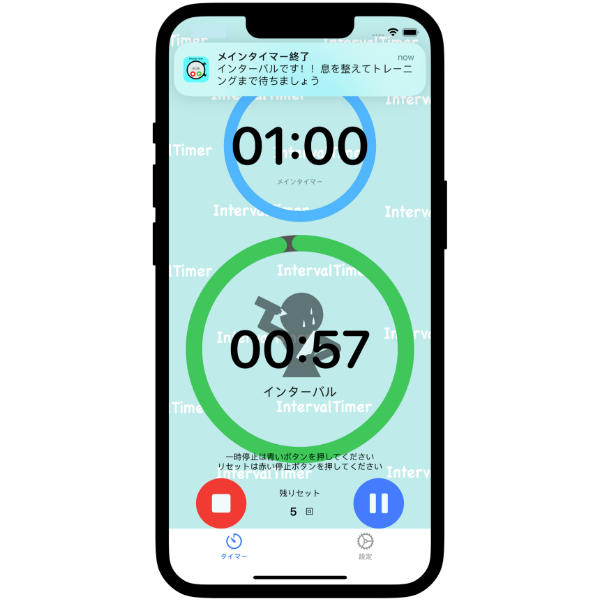 メインタイマー終了
now
インターバルです！！息を整えてトレーニ
ングまで待ちましょう
01:00
メインタイマー
IntervalTimer
IntervalTimer
IntervalTimer
00:57
インターバル
IntervalTimer
一時停止は青いボタンを押してください
リセットは赤い停止ボタンを押してください
IntervalTimer
残りセット
5 回
タイマー
設定